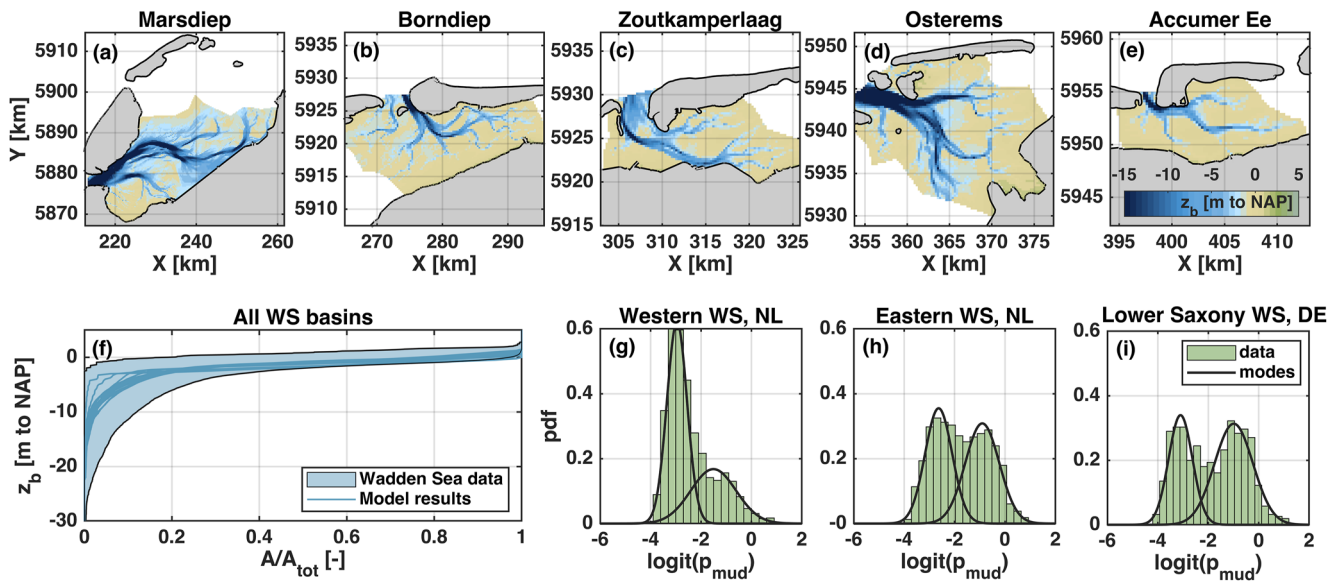 Marsdiep
Borndiep
Zoutkamperlaag
Osterems
Accumer Ee
(a)
(b)
(c)
(d)
(e)
Y [km]
5910
5900
5890
5880
5870
220
240
260
X [km]
5935
5930
5925
5920
5915
5910
270
280
290
X [km]
5935
5930
5925
5920
5915
305
310
315
320
325
X [km]
5950
5945
5940
5935
5930
355
360
365
370
375
X [km]
5960
5955
5950
5945
395
400
405
410
X [km]
-15
-10
-5
0
5
z_b [m to NAP]
All WS basins
(f)
z_b [m to NAP]
0
-10
-20
-30
0
0.2
0.4
0.6
0.8
1
A/A_tot [-]
Wadden Sea data
Model results
Western WS, NL
(g)
pdf
0.6
0.4
0.2
0
-6
-4
-2
0
2
logit(p_mud)
Eastern WS, NL
(h)
0.6
0.4
0.2
-0
-6
-4
-2
0
2
logit(p_mud)
Lower Saxony WS, DE
(i)
data
modes
0.6
0.4
0.2
0
-6
-4
-2
0
2
logit(p_mud)